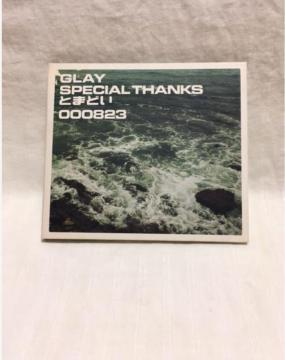 GLAY
SPECIAL THANKS
とまどい
000823